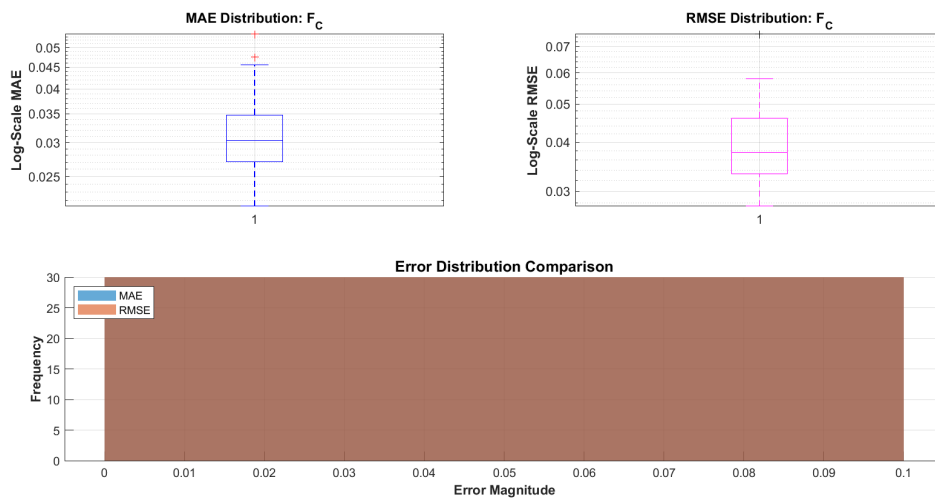 MAE Distribution: F_C
Log-Scale MAE
0.05
0.045
0.04
0.035
0.03
0.025
1
RMSE Distribution: F_C
Log-Scale RMSE
0.07
0.06
0.05
0.04
0.03
1
Error Distribution Comparison
Frequency
30
25
20
15
10
5
0
MAE
RMSE
0 0.01 0.02 0.03 0.04 0.05 0.06 0.07 0.08 0.09 0.1
Error Magnitude